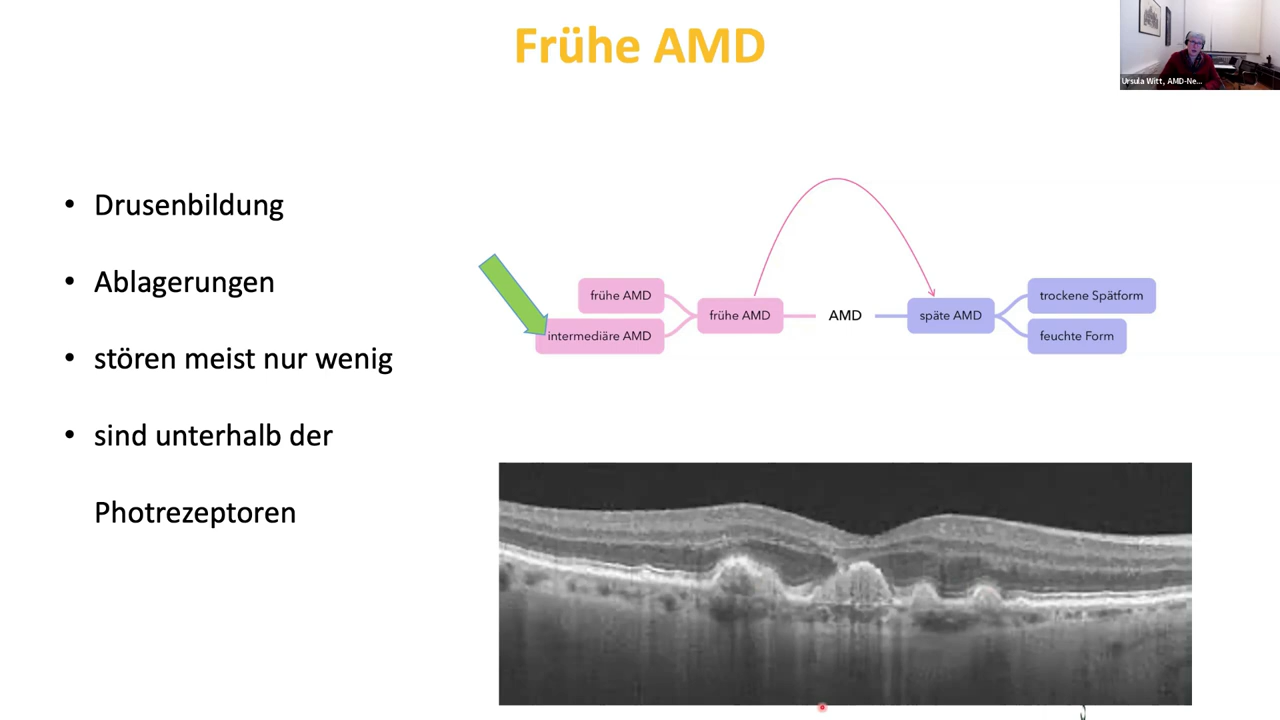 Frühe AMD
Ursula Witt, AMD-Ne...
• Drusenbildung
• Ablagerungen
• stören meist nur wenig
• sind unterhalb der
Photrezeptoren
frühe AMD
intermediäre AMD
frühe AMD
AMD
späte AMD
trockene Spätform
feuchte Form